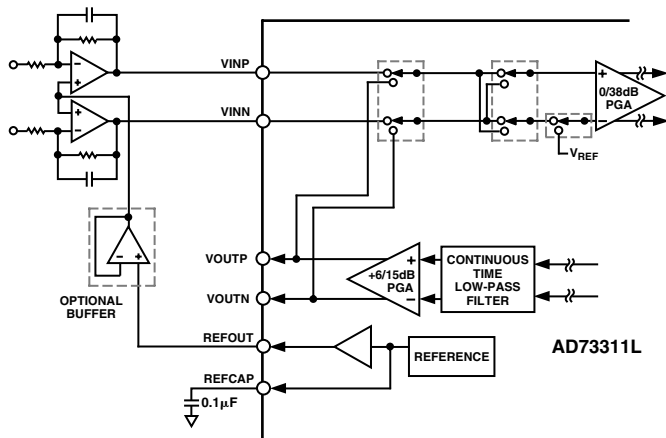 VINP
VINN
0/38dB
PGA
VREF
VOUTP
VOUTN
+6/15dB
PGA
CONTINUOUS
TIME
LOW-PASS
FILTER
OPTIONAL
BUFFER
REFOUT
REFERENCE
AD73311L
REFCAP
0.1μF